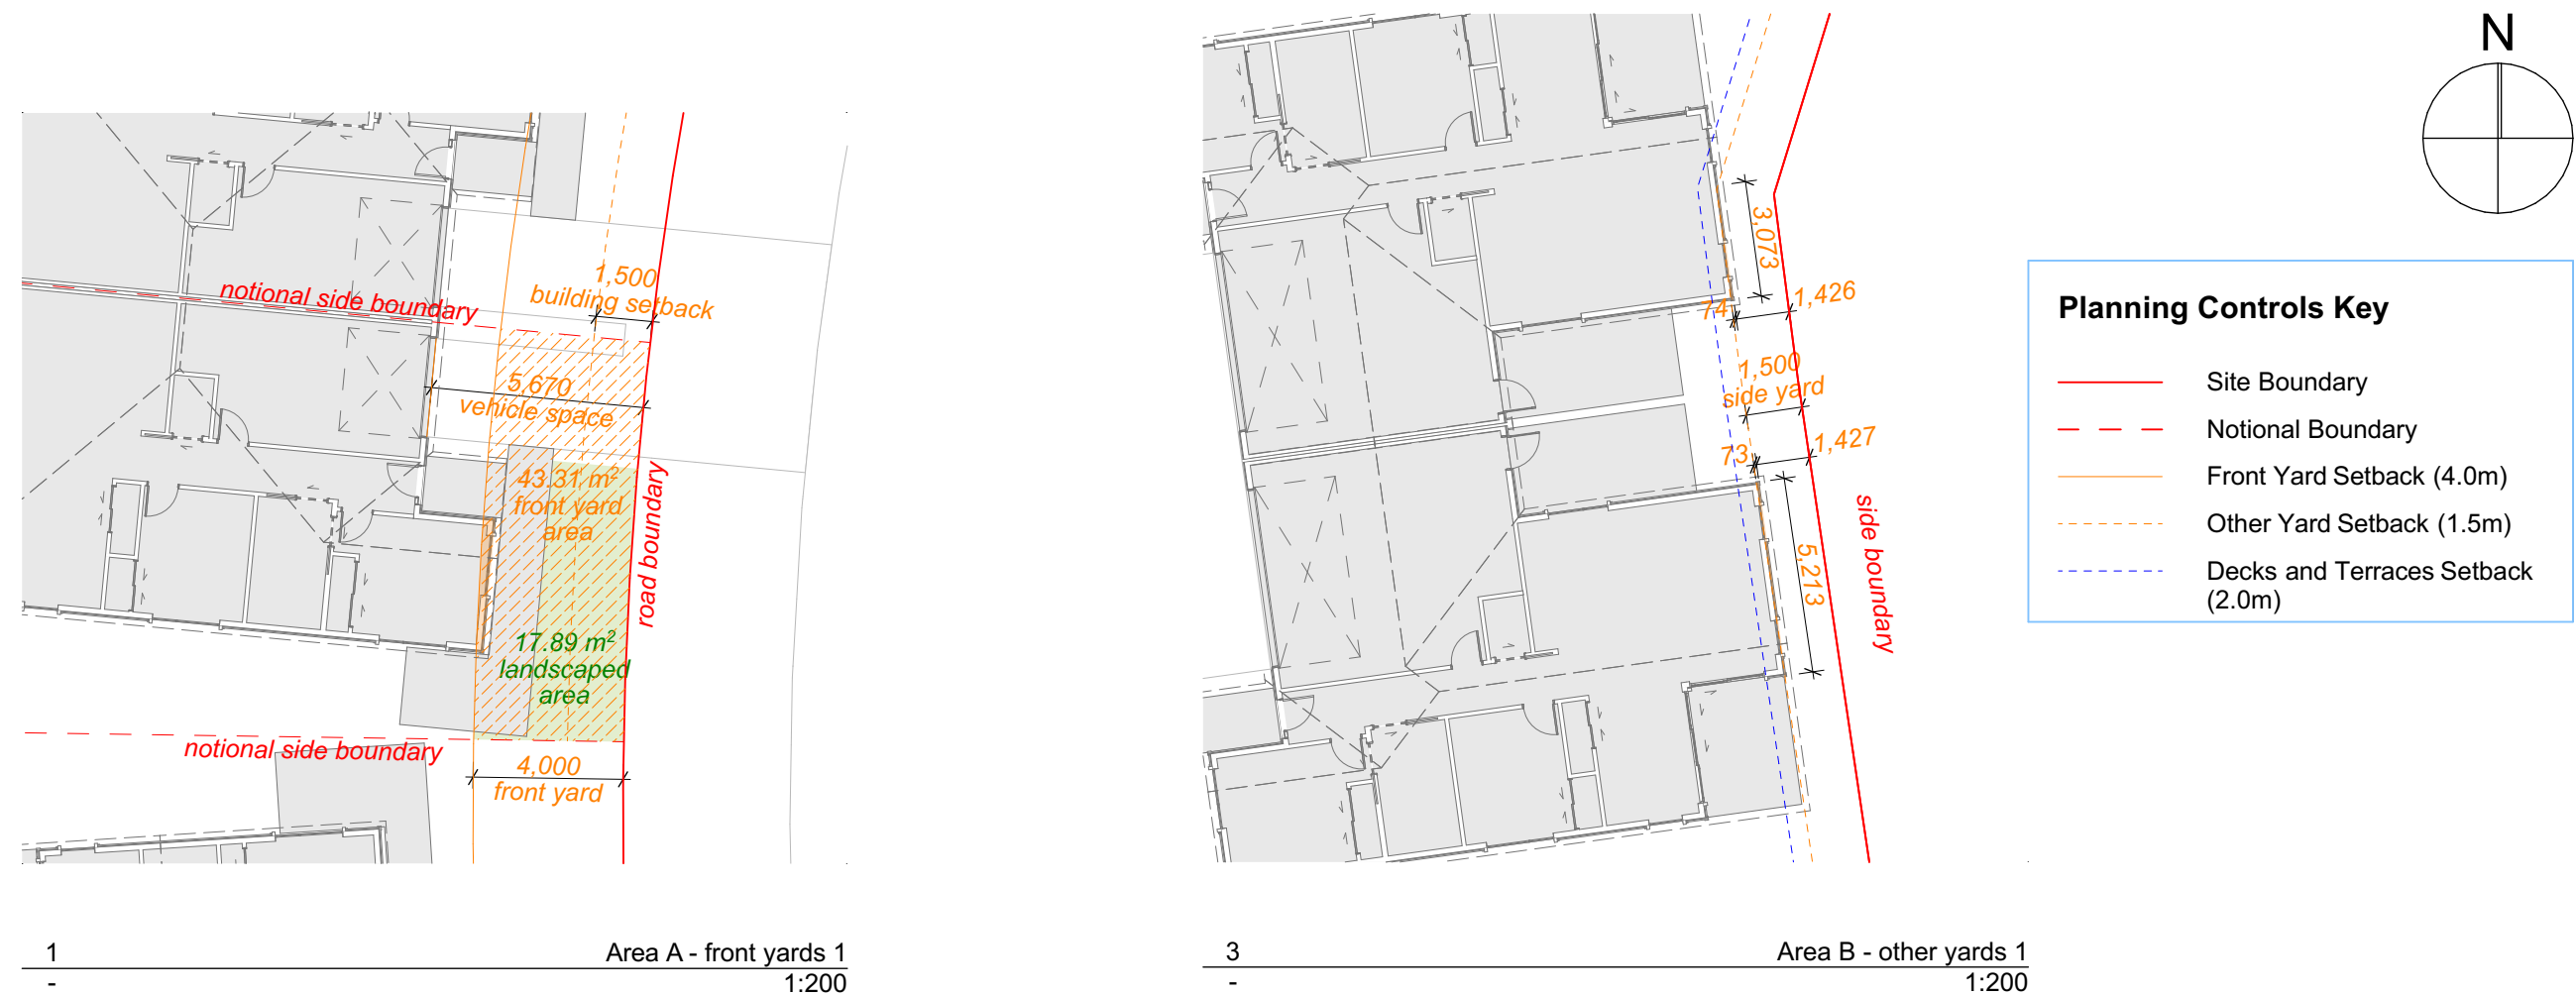 notional side boundary
1,500
building setback
5,670
vehicle space
43.31 m²
front yard
area
road boundary
17.89 m²
landscaped
area
notional side boundary
4,000
front yard
1
Area A - front yards 1
-
1:200
3,073
74
1,426
1,500
side yard
73
1,427
5,213
side boundary
3
Area B - other yards 1
-
1:200
N
Planning Controls Key
Site Boundary
Notional Boundary
Front Yard Setback (4.0m)
Other Yard Setback (1.5m)
Decks and Terraces Setback
(2.0m)